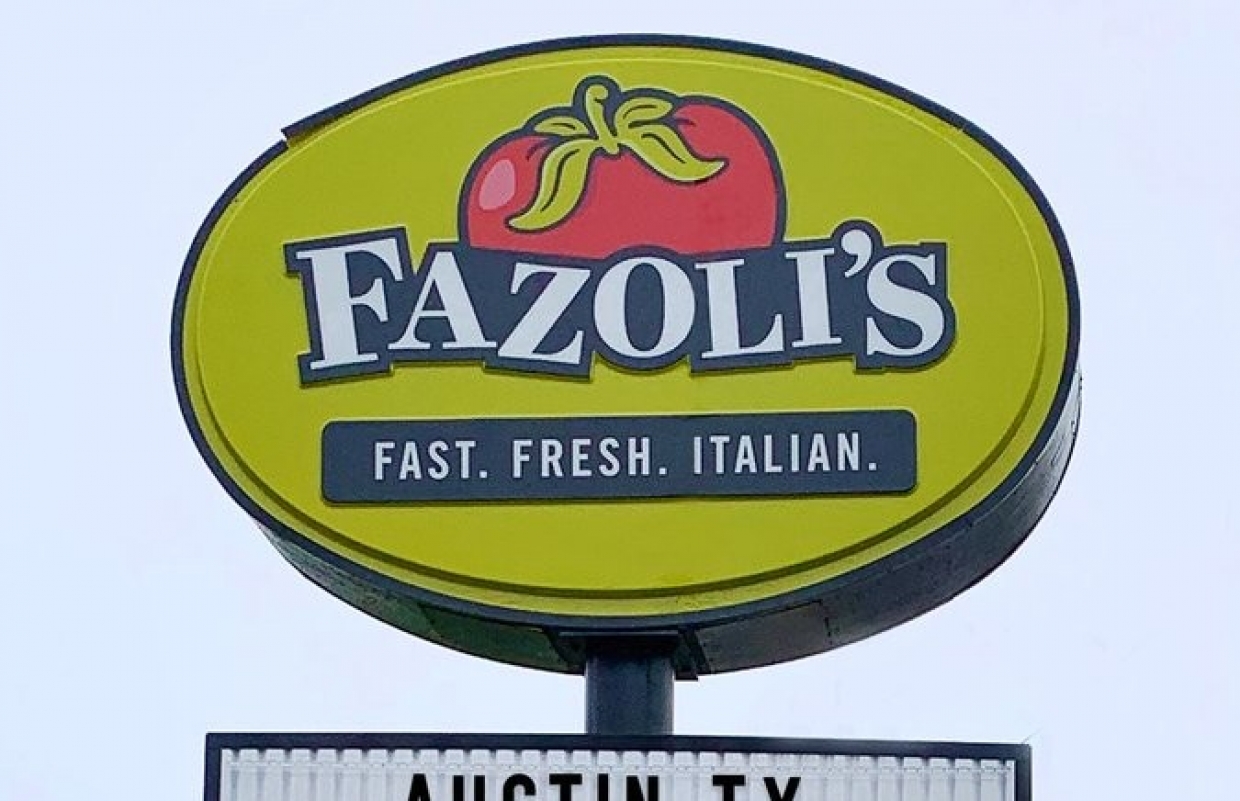 FAZOLI'S
FAST. FRESH. ITALIAN.
AUSTIN TX